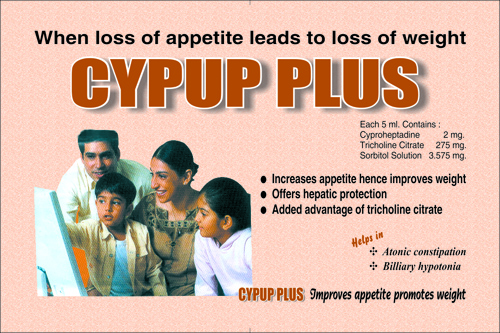 When loss of appetite leads to loss of weight
CYPUP PLUS
Each 5 ml. Contains :
Cyproheptadine 2 mg.
Tricholine Citrate 275 mg.
Sorbitol Solution 3.575 mg.
● Increases appetite hence improves weight
● Offers hepatic protection
● Added advantage of tricholine citrate
Helps in
✣ Atonic constipation
✣ Billiary hypotonia
CYPUP PLUS Improves appetite promotes weight